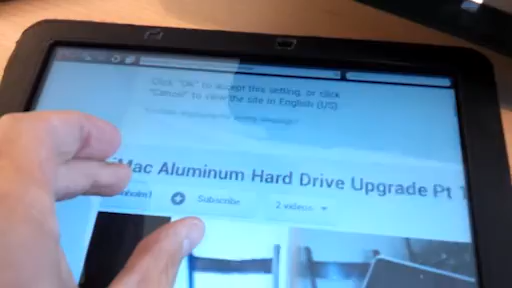 Click "OK" to accept this setting, or click
"Cancel" to view the site in English (US).
Mac Aluminum Hard Drive Upgrade Pt 1
Subscribe
2 videos